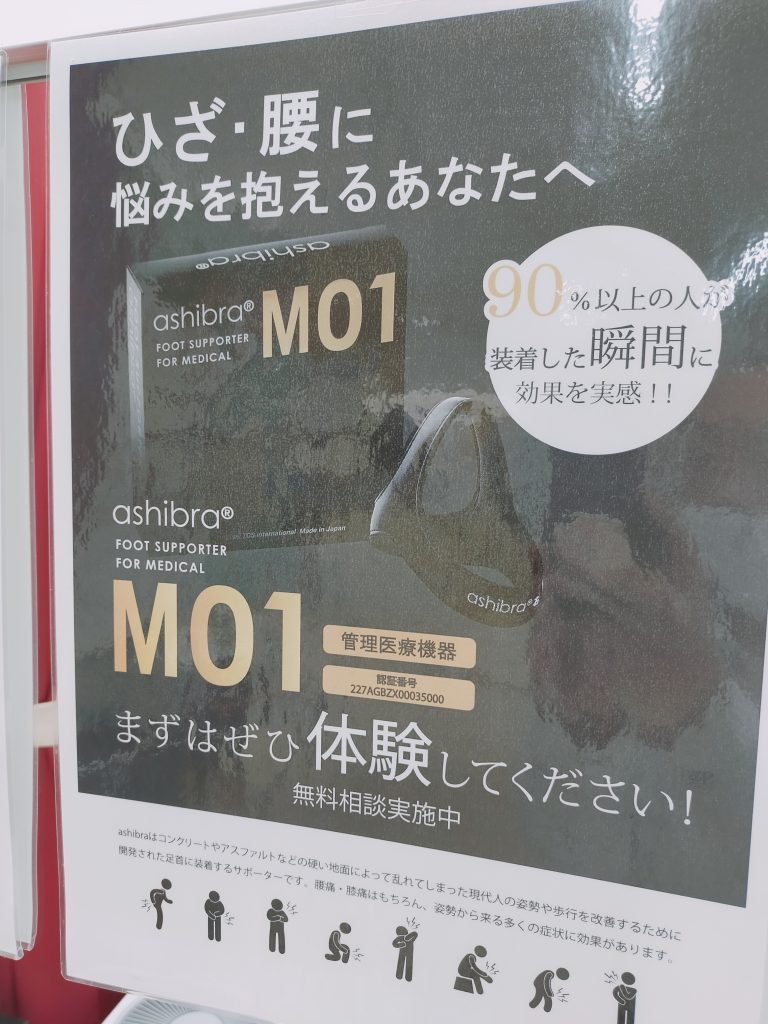 ひざ・腰に
悩みを抱えるあなたへ
ashibra®
ashibra®
M01
FOOT SUPPORTER
FOR MEDICAL
90%以上の人が
装着した瞬間に
効果を実感!!
TDS International Made in Japan
ashibra®
ashibra®
FOOT SUPPORTER
FOR MEDICAL
M01
管理医療機器
認証番号
227AGBZX00035000
まずはぜひ体験してください!
無料相談実施中
ashibraはコンクリートやアスファルトなどの硬い地面によって乱れてしまった現代人の姿勢や歩行を改善するために
開発された足首に装着するサポーターです。腰痛・膝痛はもちろん、姿勢から来る多くの症状に効果があります。